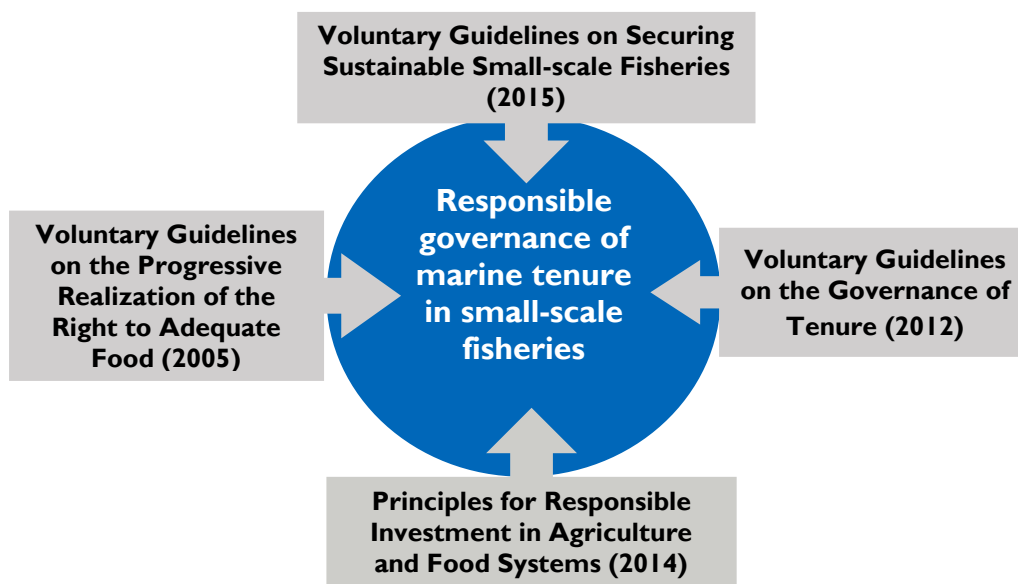 Voluntary Guidelines on Securing
Sustainable Small-scale Fisheries
(2015)
Responsible
governance of
marine tenure
in small-scale
fisheries
Voluntary Guidelines
on the Progressive
Realization of the
Right to Adequate
Food (2005)
Voluntary Guidelines
on the Governance of
Tenure (2012)
Principles for Responsible
Investment in Agriculture
and Food Systems (2014)